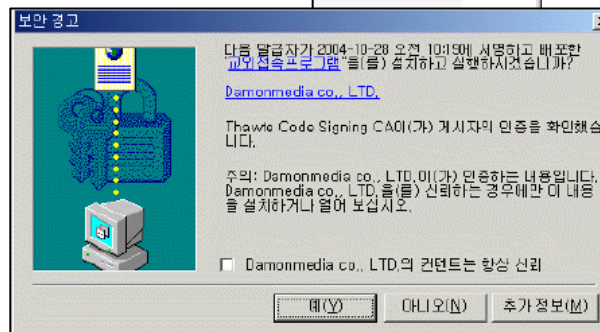 보안 경고
다음 발급자가 2004-10-28 오전 10:19에 서명하고 배포한
"교외접속프로그램"을(를) 설치하고 실행하시겠습니까?
Damonmedia co,, LTD,
Thawte Code Signing CA이(가) 게시자의 인증을 확인했습
니다,
주의: Damonmedia co,, LTD,이(가) 인증하는 내용입니다,
Damonmedia co,, LTD,을(를) 신뢰하는 경우에만 이 내용
을 설치하거나 열어 보십시오,
Damonmedia co,, LTD,의 컨텐트는 항상 신뢰
예(Y) 아니오(N) 추가 정보(M)